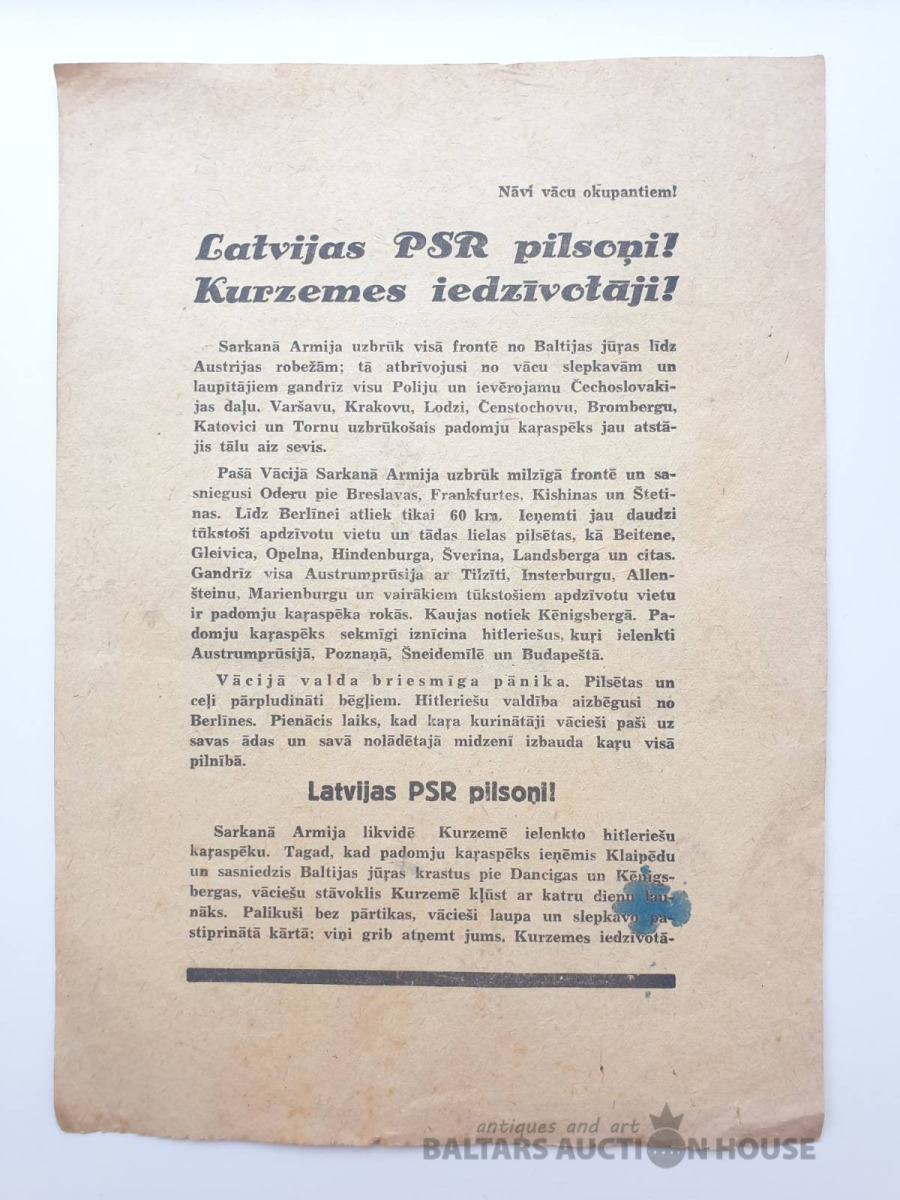 Nāvi vācu okupantiem!
Latvijas PSR pilsoņi!
Kurzemes iedzīvotāji!
Sarkanā Armija uzbrūk visā frontē no Baltijas jūras līdz
Austrijas robežām; tā atbrīvojusi no vācu slepkavām un
laupītājiem gandrīz visu Poliju un ievērojamu Čechoslovaki-
jas daļu. Varšavu, Krakovu, Lodzi, Čenstochovu, Brombergu,
Katovici un Tornu uzbrūkošais padomju kaŗaspēks jau atstā-
jis tālu aiz sevis.
Pašā Vācijā Sarkanā Armija uzbrūk milzīgā frontē un sa-
sniegusi Oderu pie Breslavas, Frankfurtes, Kishinas un Šteti-
nas. Līdz Berlīnei atliek tikai 60 km. Ieņemti jau daudzi
tūkstoši apdzīvotu vietu un tādas lielas pilsētas, kā Beitene,
Gleivica, Opelna, Hindenburga, Šverina, Landsberga un citas.
Gandrīz visa Austrumprūsija ar Tilzīti, Insterburgu, Allen-
šteinu, Marienburgu un vairākiem tūkstošiem apdzīvotu vietu
ir padomju kaŗaspēka rokās. Kaujas notiek Kēnigsbergā. Pa-
domju kaŗaspēks sekmīgi iznīcina hitleriešus, kuŗi ielenkti
Austrumprūsijā, Poznaņā, Šneidemīlē un Budapeštā.
Vācijā valda briesmīga pānika. Pilsētas un
ceļi pārpludināti bēgļiem. Hitleriešu valdība aizbēgusi no
Berlīnes. Pienācis laiks, kad kaŗa kurinātāji vācieši paši uz
savas ādas un savā nolādētajā midzenī izbauda kaŗu visā
pilnībā.
Latvijas PSR pilsoņi!
Sarkanā Armija likvidē Kurzemē ielenkto hitleriešu
kaŗaspēku. Tagad, kad padomju kaŗaspēks ieņēmis Klaipēdu
un sasniedzis Baltijas jūŗas krastus pie Dancigas un Kēnigs-
bergas, vāciešu stāvoklis Kurzemē kļūst ar katru dienu ļau-
nāks. Palikuši bez pārtikas, vācieši laupa un slepkavo pa-
stiprinātā kārtā: viņi grib atņemt jums, Kurzemes iedzīvotā-
antiques and art
BALTARS AUCTION HOUSE